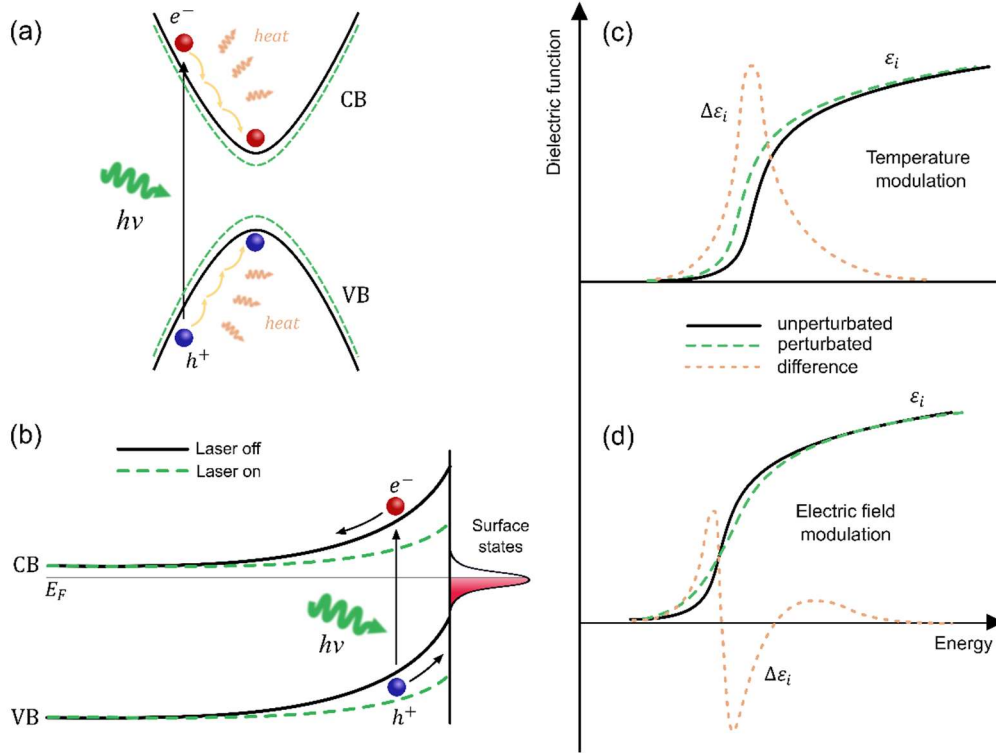 (a)
e⁻
heat
CB
hν
VB
heat
h⁺
(b)
Laser off
Laser on
e⁻
Surface
states
CB
E_F
hν
VB
h⁺
(c)
Dielectric function
ε_i
Δε_i
Temperature
modulation
unperturbated
perturbated
difference
(d)
ε_i
Electric field
modulation
Energy
Δε_i